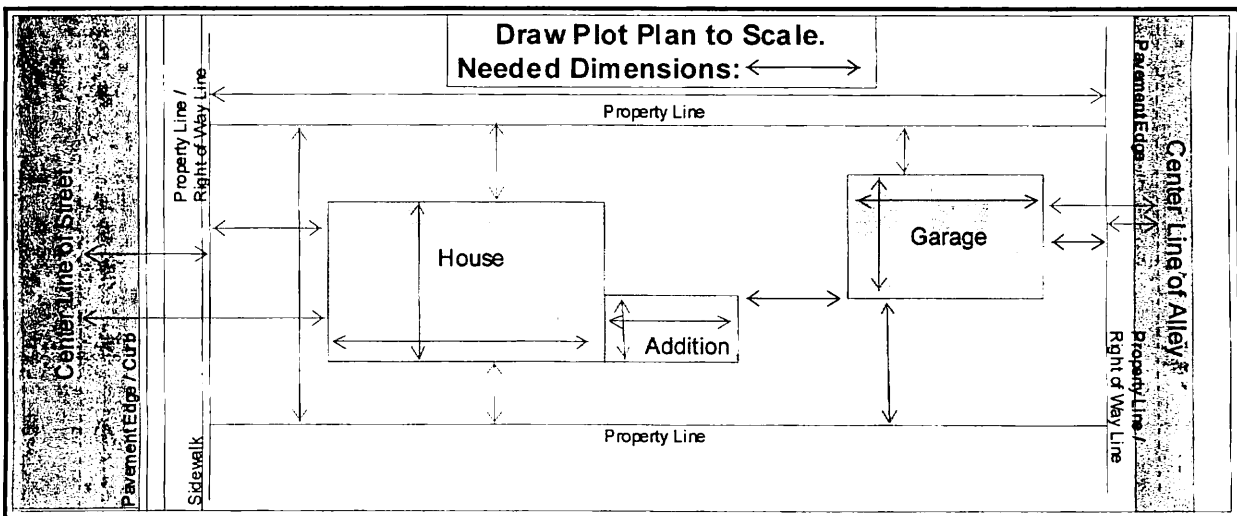 Draw Plot Plan to Scale.
Needed Dimensions:
Property Line
Center Line of Street
Pavement Edge / Curb
Sidewalk
Property Line /
Right of Way Line
House
Addition
Garage
Property Line
Pavement Edge
Center Line of Alley
Property Line /
Right of Way Line